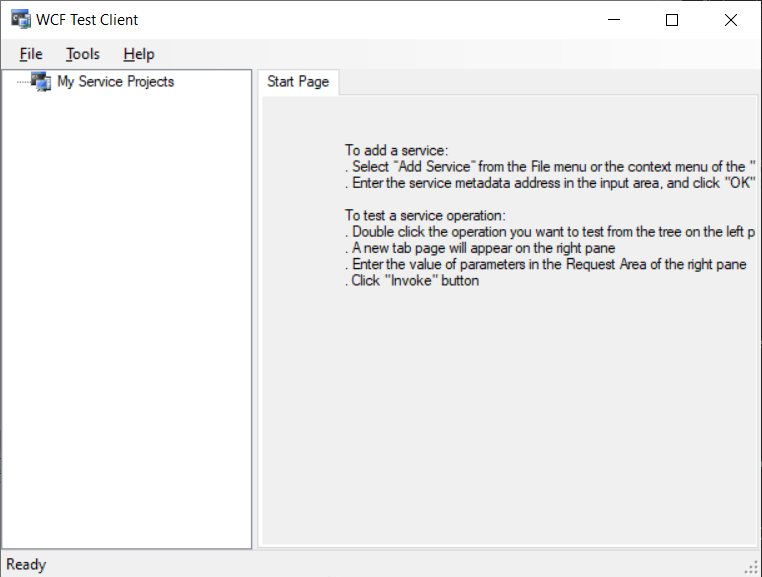 WCF Test Client
File Tools Help
My Service Projects
Start Page
To add a service:
. Select "Add Service" from the File menu or the context menu of the "
. Enter the service metadata address in the input area, and click "OK"
To test a service operation:
. Double click the operation you want to test from the tree on the left p
. A new tab page will appear on the right pane
. Enter the value of parameters in the Request Area of the right pane
. Click "Invoke" button
Ready